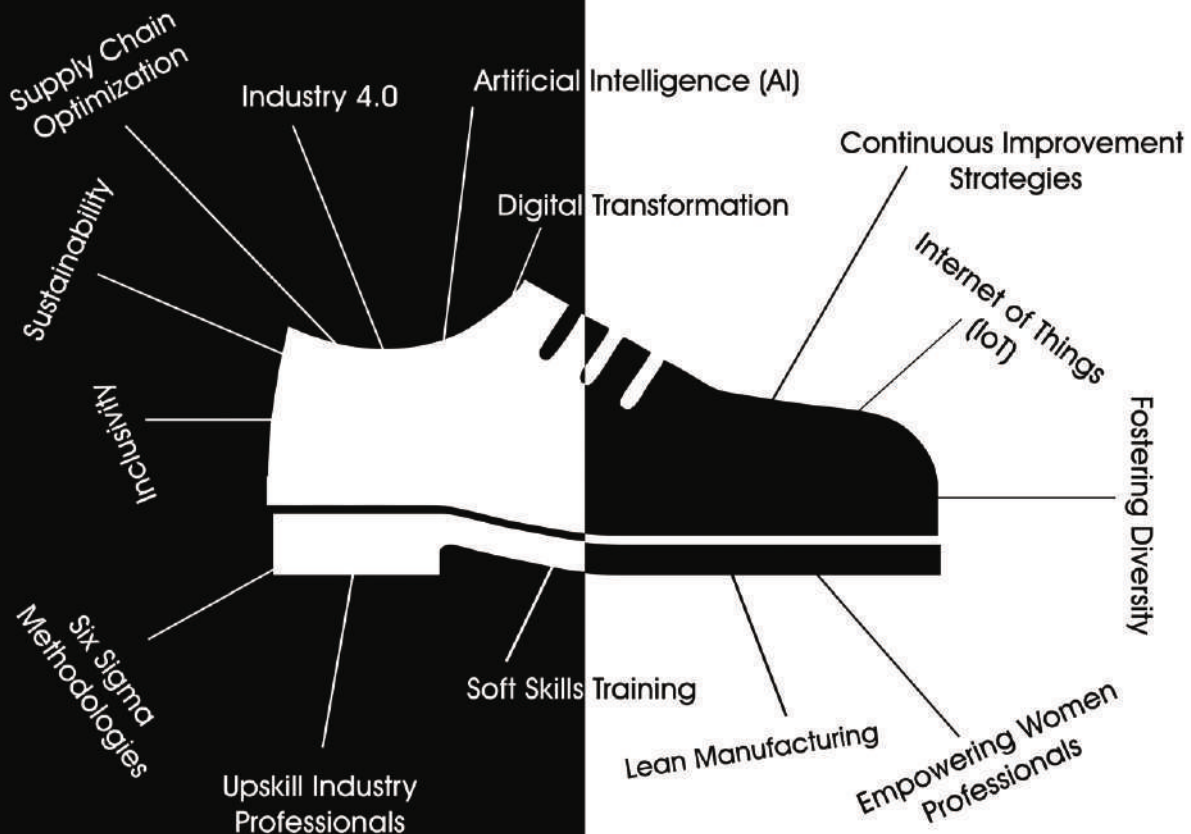 Supply Chain
Optimization
Industry 4.0
Artificial Intelligence (AI)
Continuous Improvement
Strategies
Digital Transformation
Sustainability
Internet of Things
(IoT)
Inclusivity
Fostering Diversity
Six Sigma
Methodologies
Soft Skills Training
Lean Manufacturing
Empowering Women
Professionals
Upskill Industry
Professionals